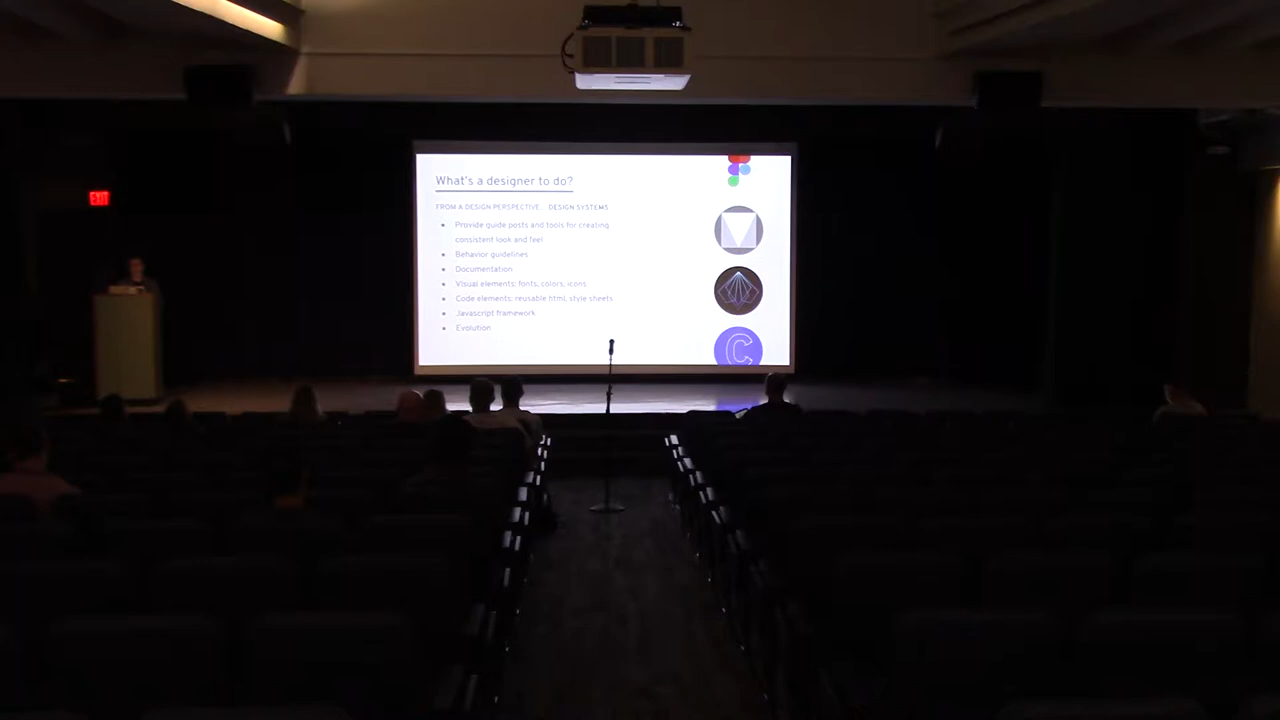 What's a designer to do?
FROM A DESIGN PERSPECTIVE... DESIGN SYSTEMS
Provide guide posts and tools for creating
consistent look and feel
Behavior guidelines
Documentation
Visual elements: fonts, colors, icons
Code elements: reusable html, style sheets
Javascript framework
Evolution
C
EXIT